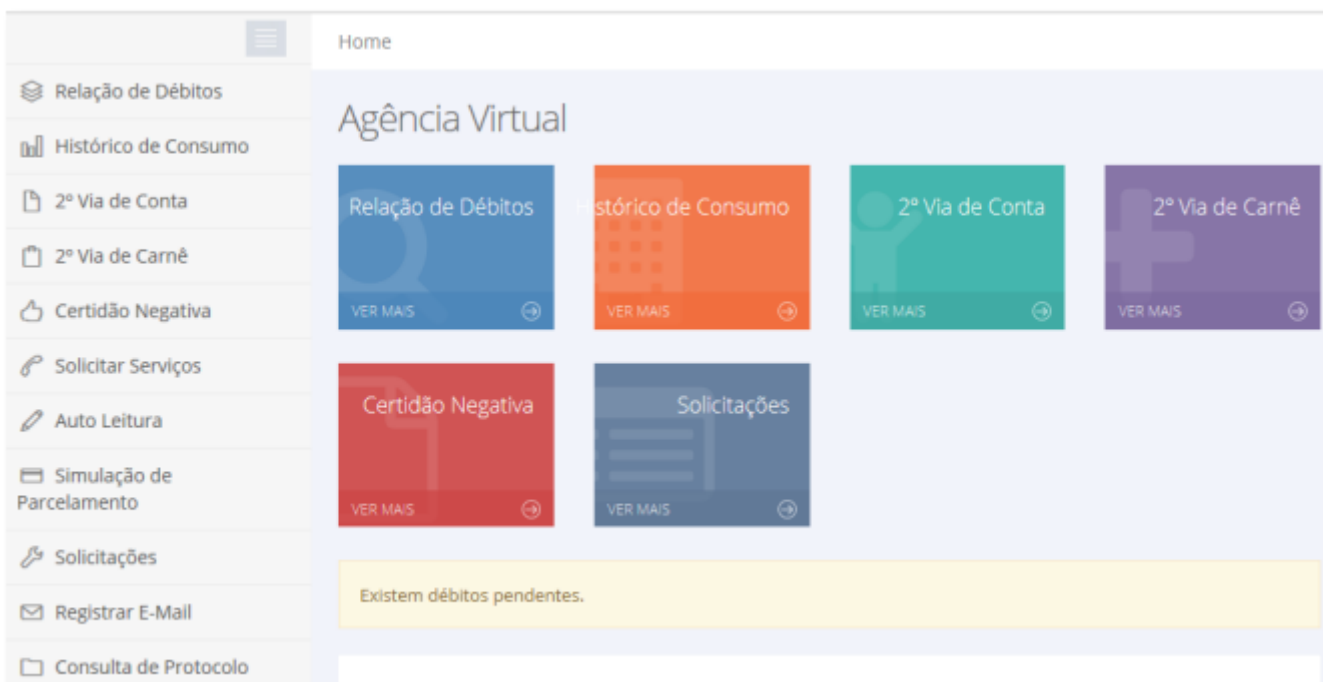 Home
Relação de Débitos
Histórico de Consumo
2º Via de Conta
2º Via de Carnê
Certidão Negativa
Solicitar Serviços
Auto Leitura
Simulação de
Parcelamento
Solicitações
Registrar E-Mail
Consulta de Protocolo
Agência Virtual
Relação de Débitos
VER MAIS
Histórico de Consumo
VER MAIS
2º Via de Conta
VER MAIS
2º Via de Carnê
VER MAIS
Certidão Negativa
VER MAIS
Solicitações
VER MAIS
Existem débitos pendentes.